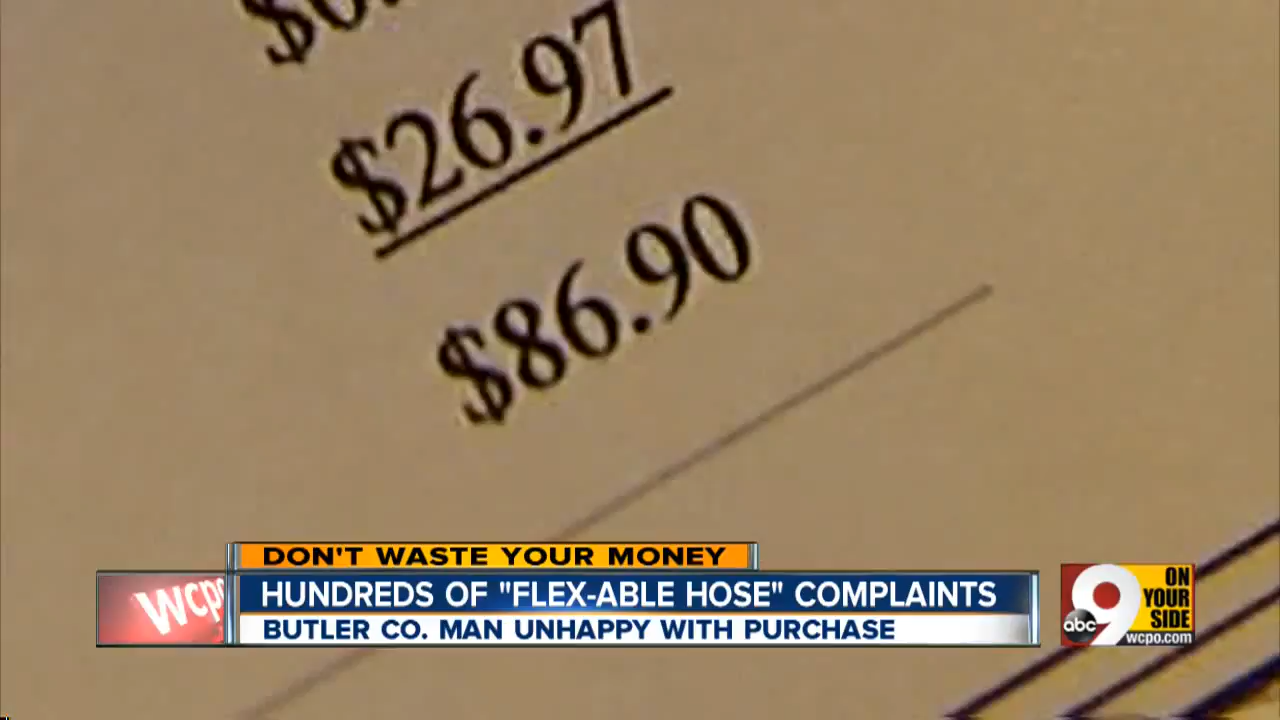 $26.97
$86.90
DON'T WASTE YOUR MONEY
wcpo
HUNDREDS OF "FLEX-ABLE HOSE" COMPLAINTS
BUTLER CO. MAN UNHAPPY WITH PURCHASE
abc
9
ON
YOUR
SIDE
wcpo.com